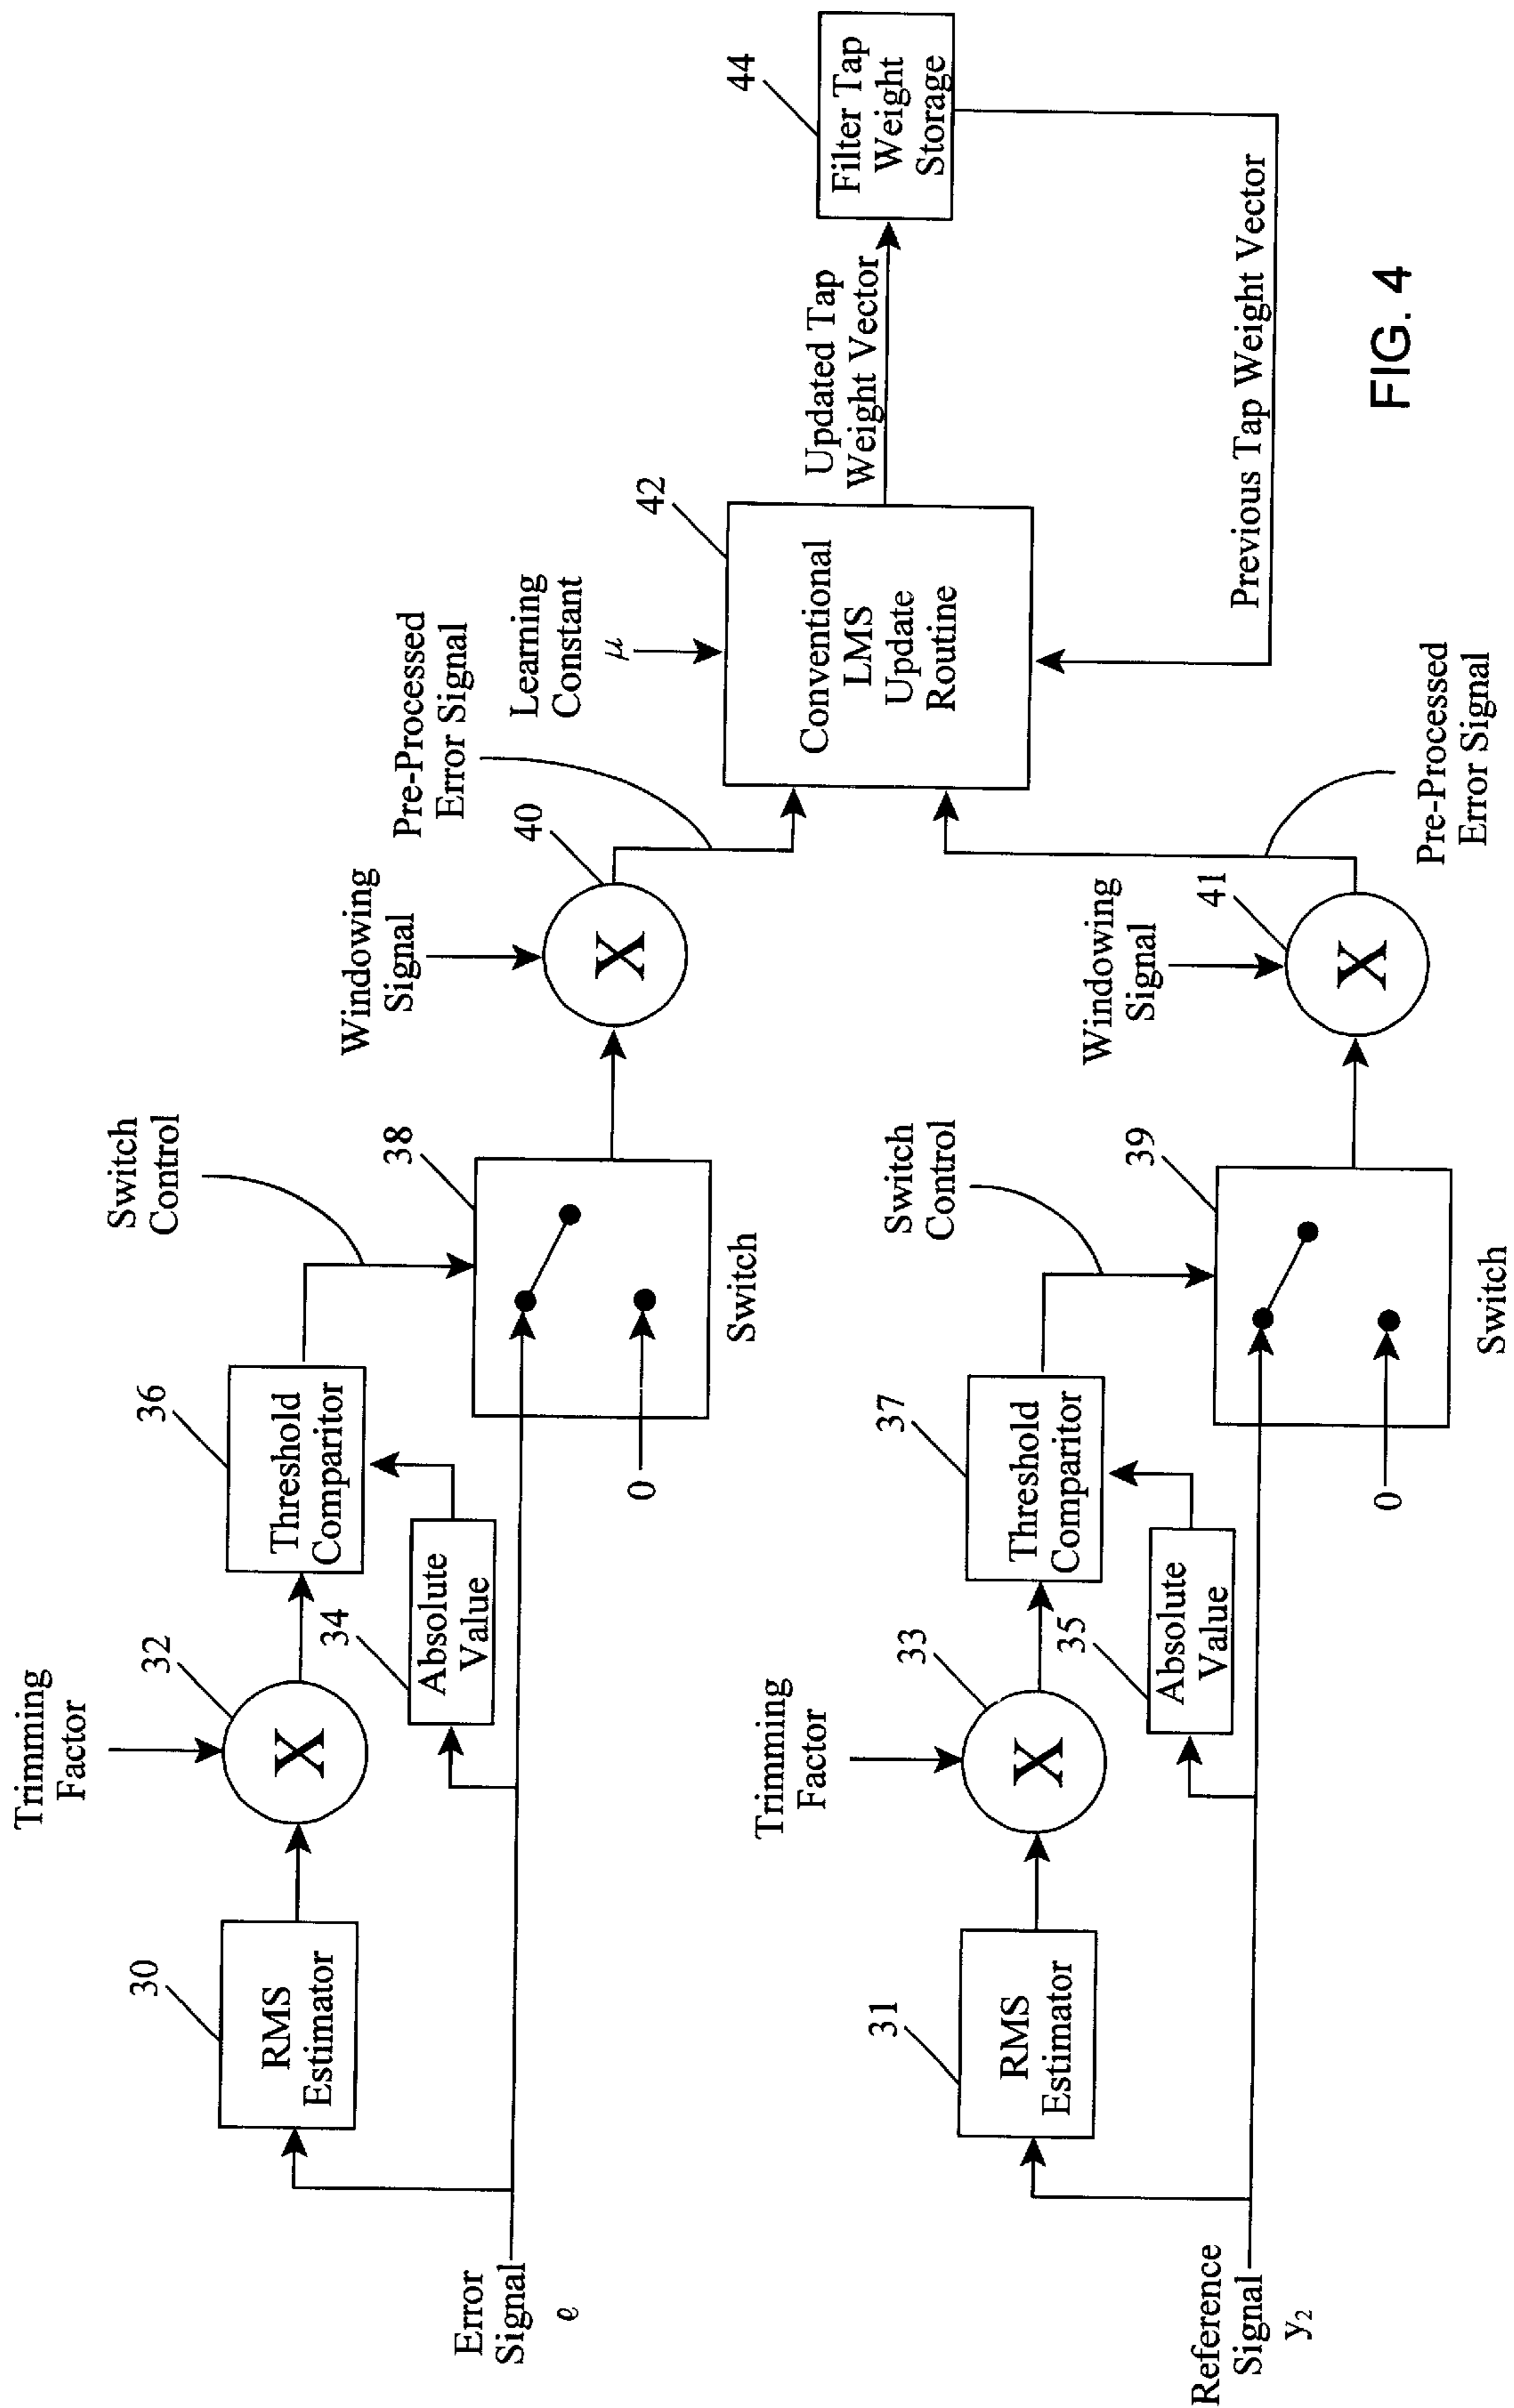 Trimming
Factor
32
30
RMS
Estimator
X
34
Absolute
Value
36
Threshold
Comparitor
Switch
Control
38
0
Switch
Error
Signal
e
Windowing
Signal
40
X
Pre-Processed
Error Signal
Learning
Constant
μ
42
Conventional
LMS
Update
Routine
Updated Tap
Weight Vector
44
Filter Tap
Weight
Storage
Previous Tap Weight Vector
Trimming
Factor
33
31
RMS
Estimator
X
35
Absolute
Value
37
Threshold
Comparitor
Switch
Control
39
0
Switch
Reference
Signal
y₂
Windowing
Signal
41
X
Pre-Processed
Error Signal
FIG. 4